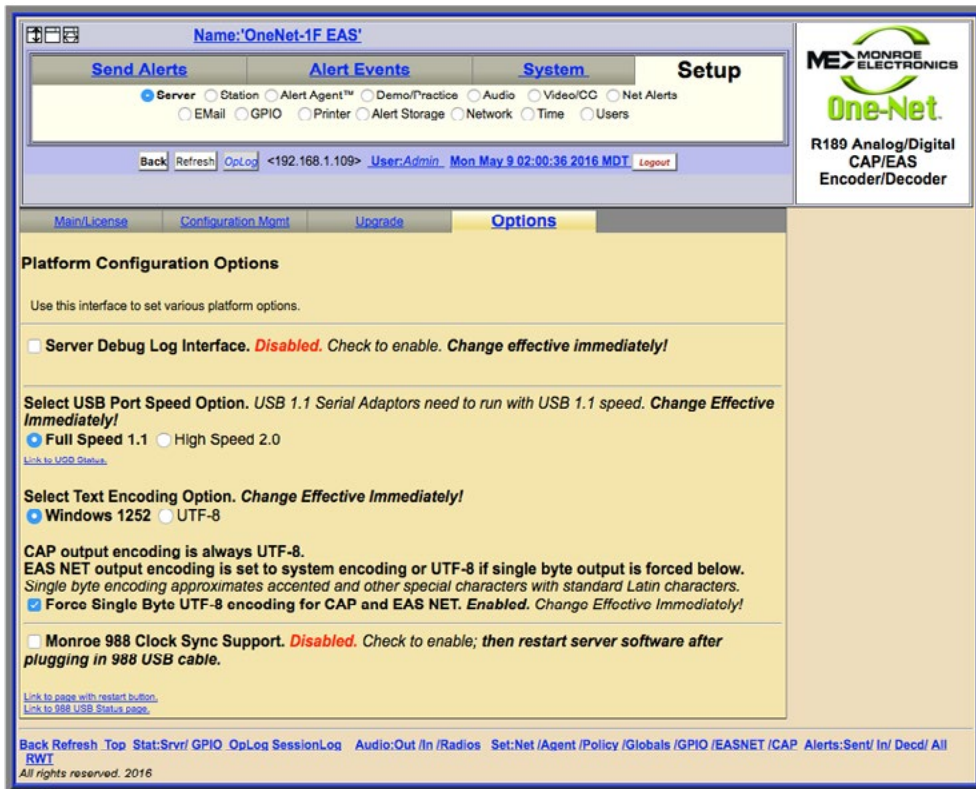 Name:'OneNet-1F EAS'
Send Alerts Alert Events System Setup
Server Station Alert Agent™ Demo/Practice Audio Video/CC Net Alerts
EMail GPIO Printer Alert Storage Network Time Users
Back Refresh OpLog <192.168.1.109> User:Admin Mon May 9 02:00:36 2016 MDT Logout
MONROE
ELECTRONICS
One-Net
R189 Analog/Digital
CAP/EAS
Encoder/Decoder
Main/License Configuration Mgmt Upgrade Options
Platform Configuration Options
Use this interface to set various platform options.
Server Debug Log Interface. Disabled. Check to enable. Change effective immediately!
Select USB Port Speed Option. USB 1.1 Serial Adaptors need to run with USB 1.1 speed. Change Effective
Immediately!
Full Speed 1.1 High Speed 2.0
Link to USB Status.
Select Text Encoding Option. Change Effective Immediately!
Windows 1252 UTF-8
CAP output encoding is always UTF-8.
EAS NET output encoding is set to system encoding or UTF-8 if single byte output is forced below.
Single byte encoding approximates accented and other special characters with standard Latin characters.
Force Single Byte UTF-8 encoding for CAP and EAS NET. Enabled. Change Effective Immediately!
Monroe 988 Clock Sync Support. Disabled. Check to enable; then restart server software after
plugging in 988 USB cable.
Link to page with restart button.
Link to 988 USB Status page.
Back Refresh Top Stat:Srvr/ GPIO OpLog SessionLog Audio:Out /In /Radios Set:Net /Agent /Policy /Globals /GPIO /EASNET /CAP Alerts:Sent/ In/ Decd/ All
RWT
All rights reserved. 2016